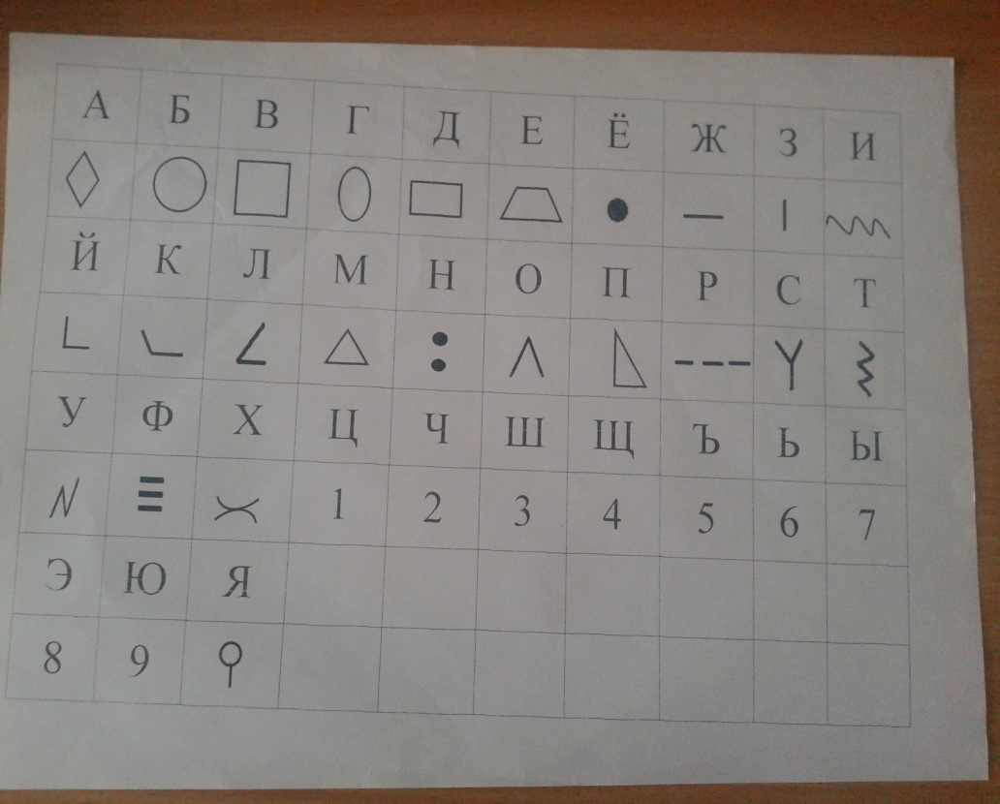 А Б В Г Д Е Ё Ж З И
Й К Л М Н О П Р С Т
У Ф Х Ц Ч Ш Щ Ъ Ь Ы
1 2 3 4 5 6 7
Э Ю Я
8 9